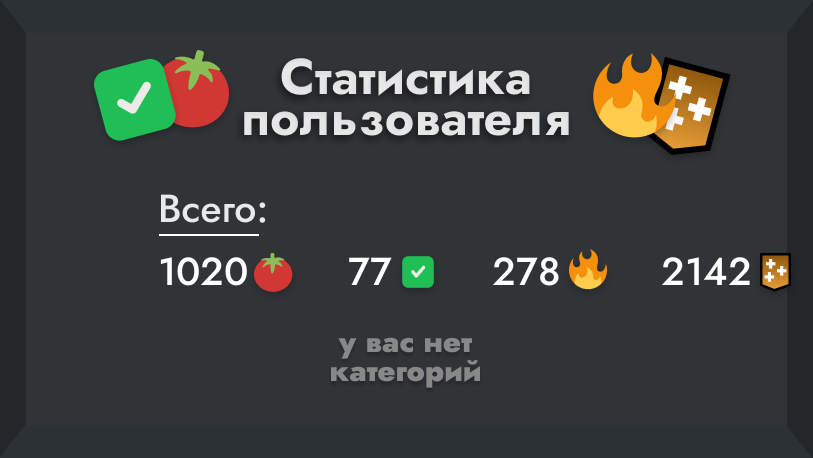 Статистика
пользователя
Всего:
1020 77 278 2142
у вас нет
категорий